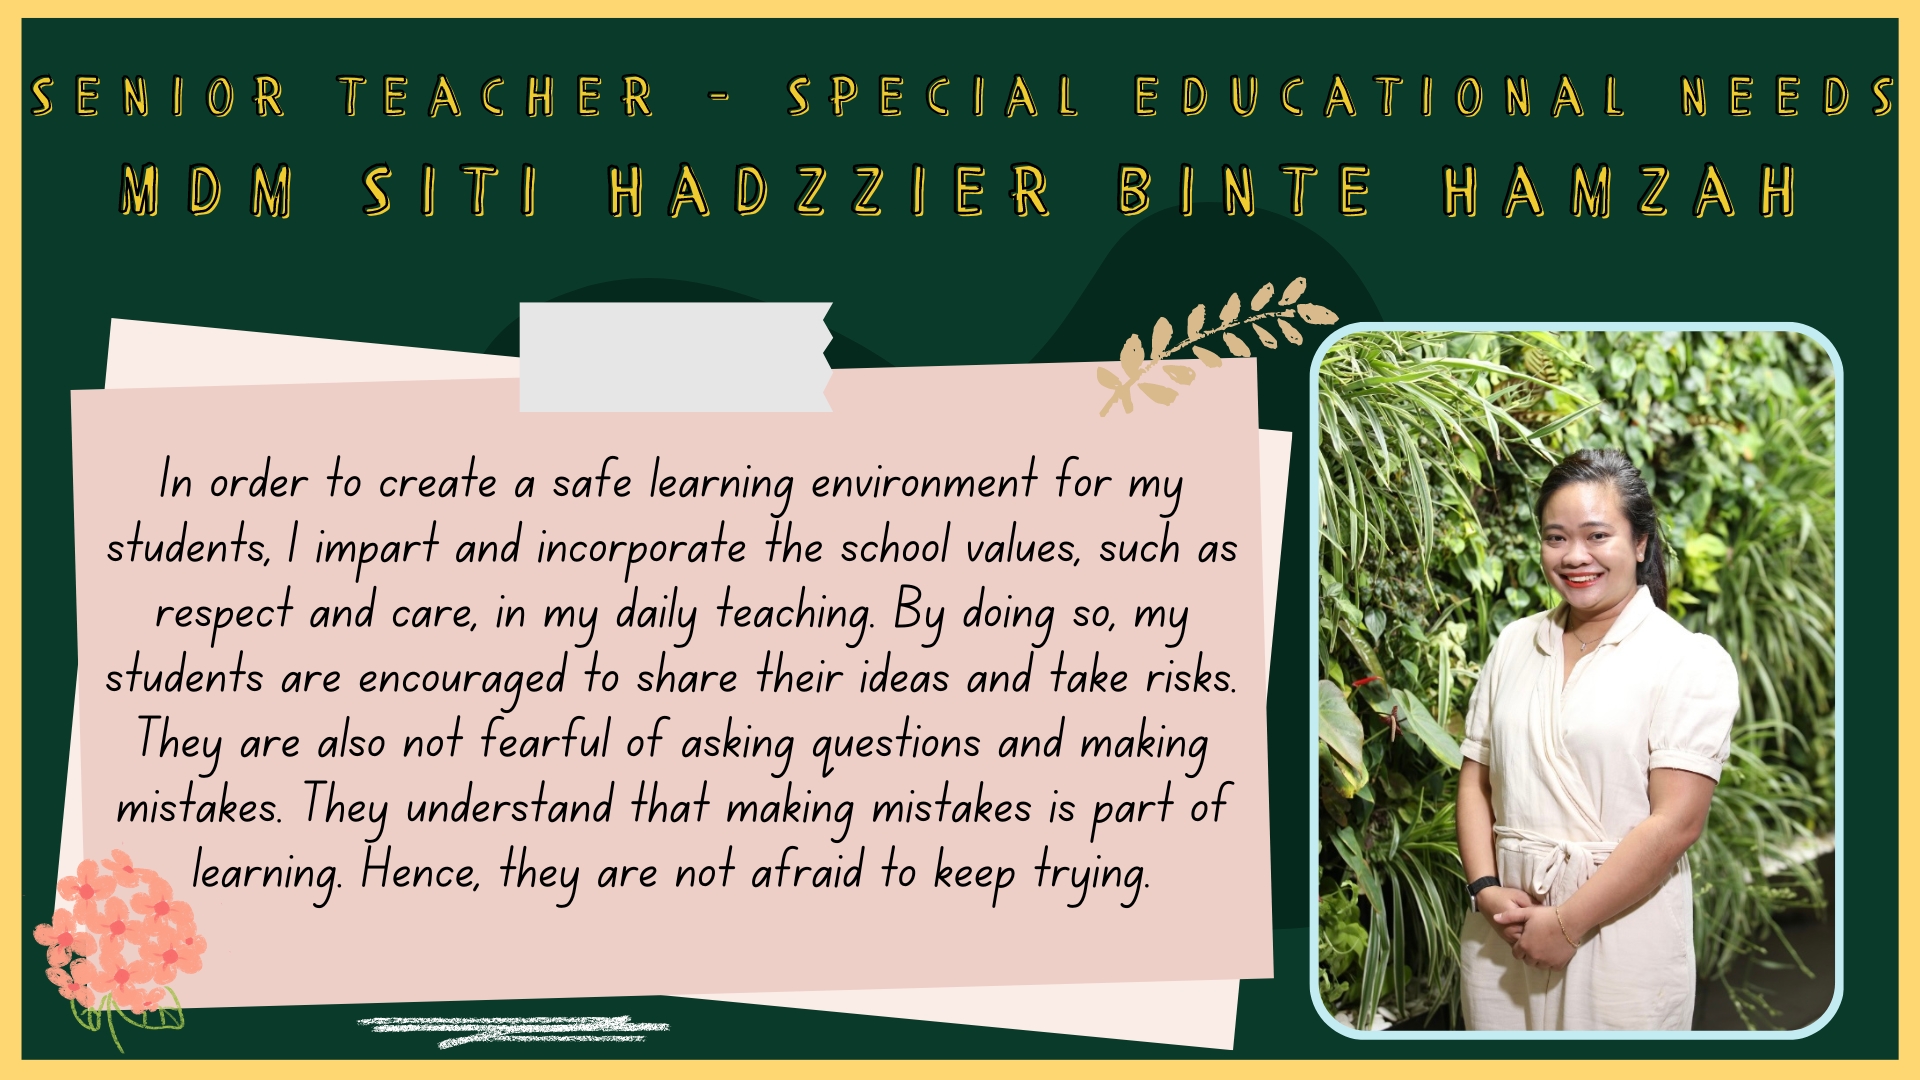 SENIOR TEACHER - SPECIAL EDUCATIONAL NEEDS
MDM SITI HADZZIER BINTE HAMZAH
In order to create a safe learning environment for my
students, I impart and incorporate the school values, such as
respect and care, in my daily teaching. By doing so, my
students are encouraged to share their ideas and take risks.
They are also not fearful of asking questions and making
mistakes. They understand that making mistakes is part of
learning. Hence, they are not afraid to keep trying.